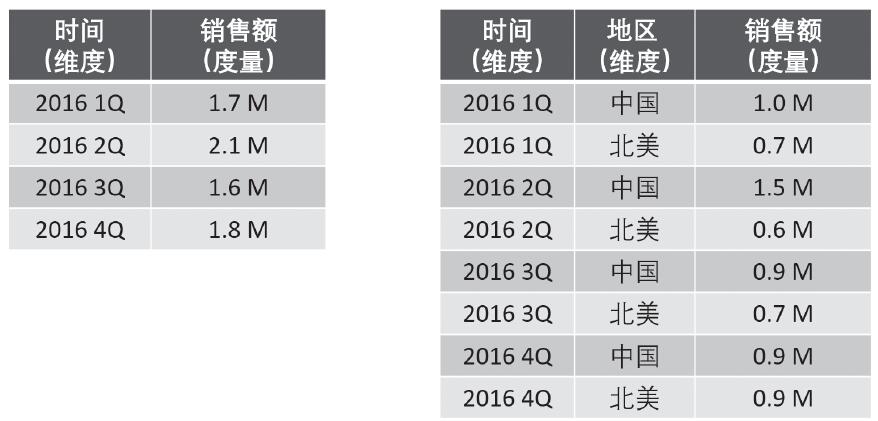 时间 销售额
（维度） （度量）
2016 1Q 1.7 M
2016 2Q 2.1 M
2016 3Q 1.6 M
2016 4Q 1.8 M
时间 地区 销售额
（维度） （维度） （度量）
2016 1Q 中国 1.0 M
2016 1Q 北美 0.7 M
2016 2Q 中国 1.5 M
2016 2Q 北美 0.6 M
2016 3Q 中国 0.9 M
2016 3Q 北美 0.7 M
2016 4Q 中国 0.9 M
2016 4Q 北美 0.9 M